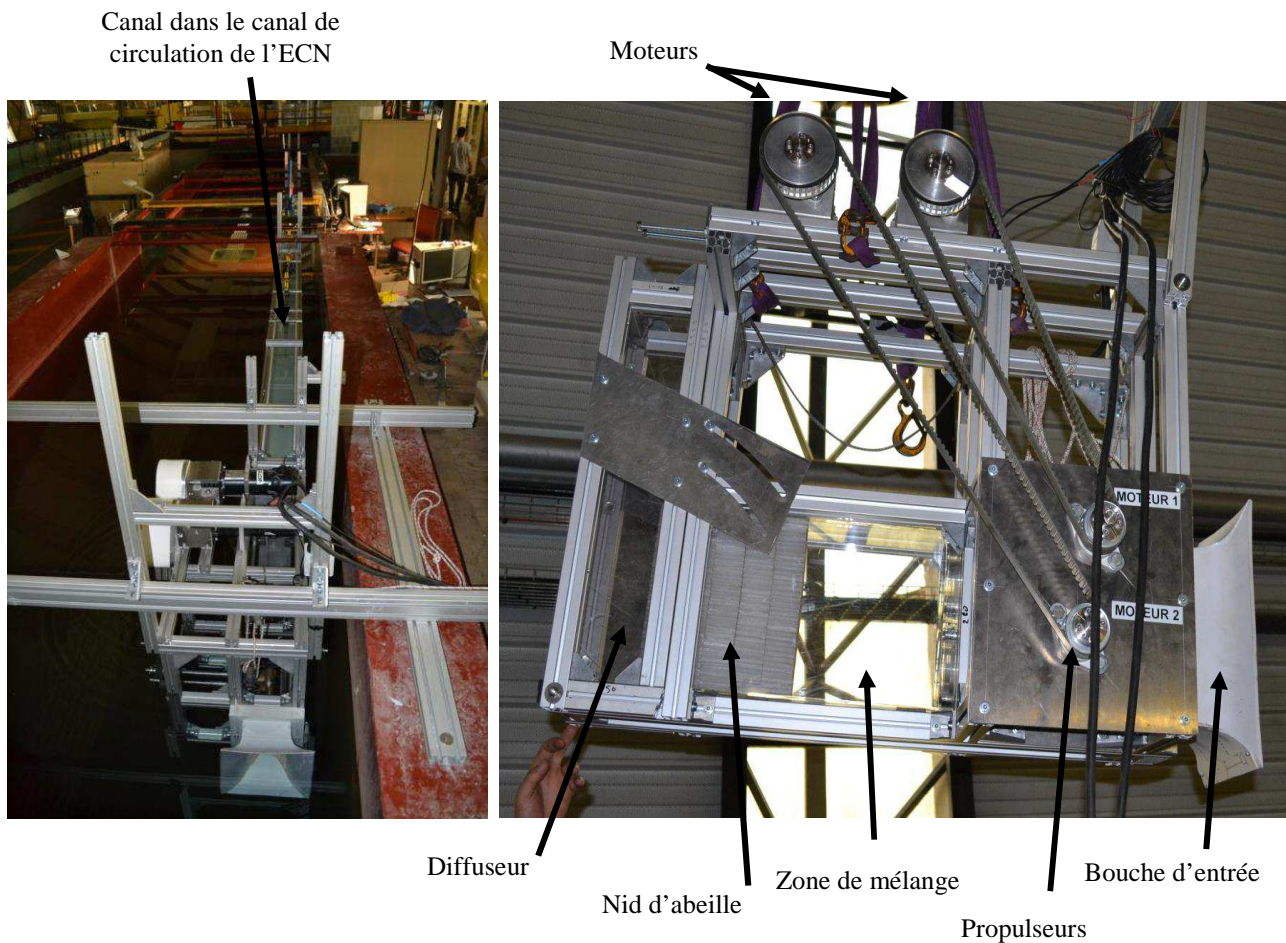 Canal dans le canal de
circulation de l'ECN
Moteurs
MOTEUR 1
MOTEUR 2
Diffuseur
Nid d'abeille
Zone de mélange
Propulseurs
Bouche d'entrée